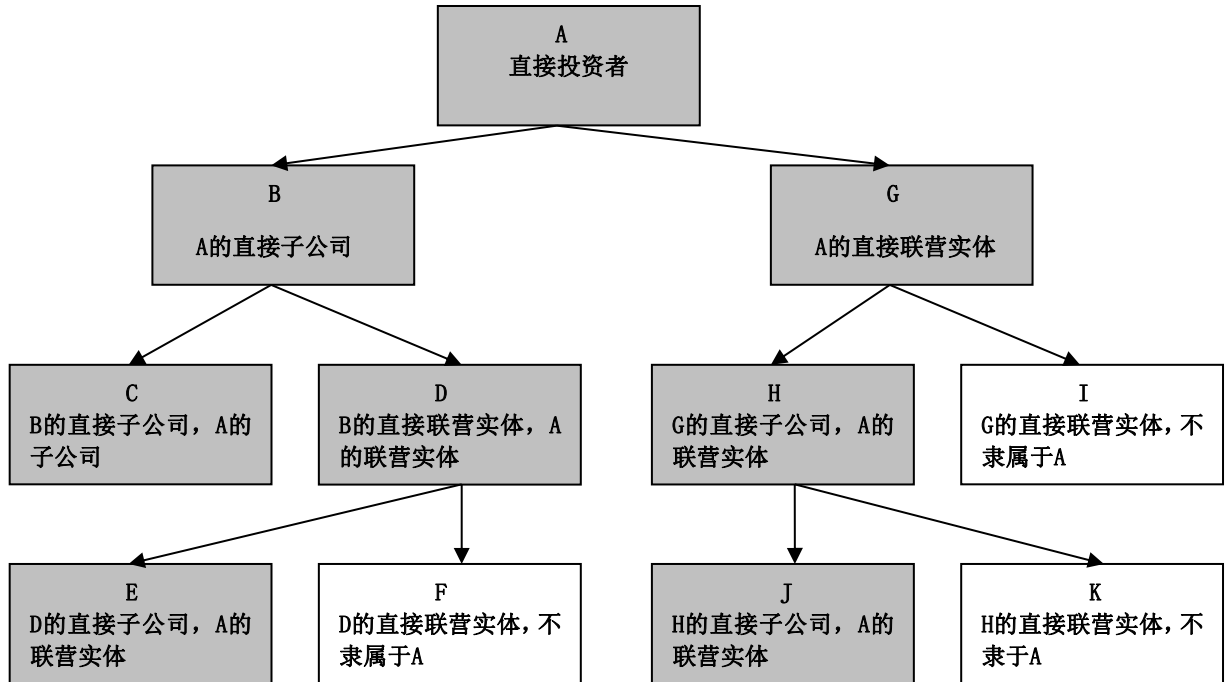 A
直接投资者
B
A的直接子公司
G
A的直接联营实体
C
B的直接子公司，A的
子公司
D
B的直接联营实体，A
的联营实体
H
G的直接子公司，A的
联营实体
I
G的直接联营实体，不
隶属于A
E
D的直接子公司，A的
联营实体
F
D的直接联营实体，不
隶属于A
J
H的直接子公司，A的
联营实体
K
H的直接联营实体，不
隶于A